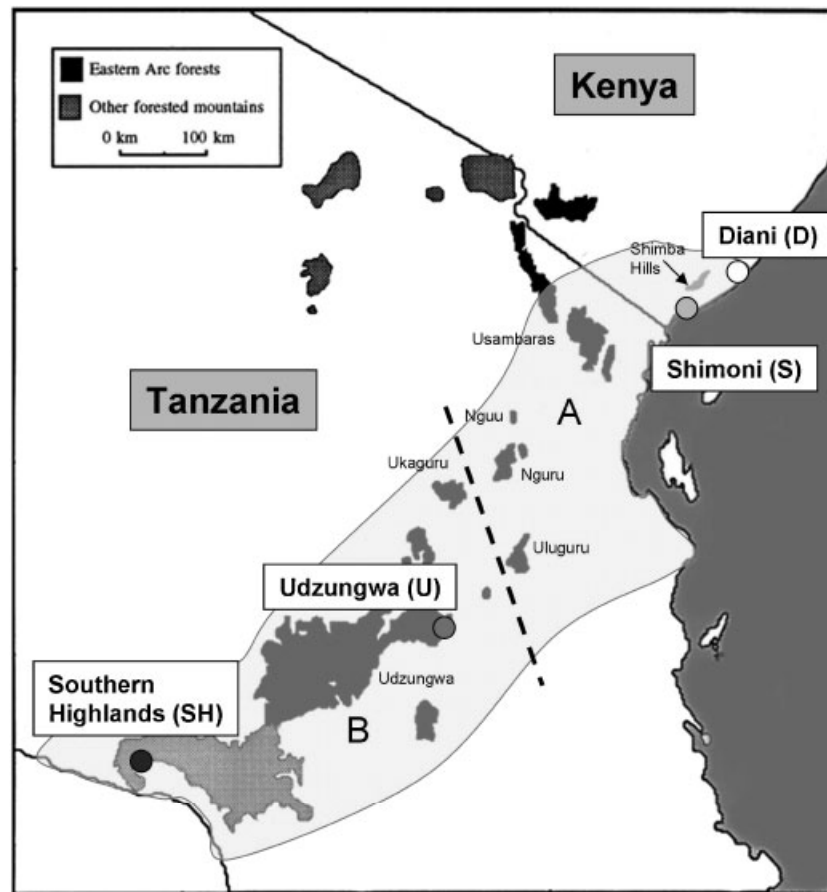 Eastern Arc forests
Other forested mountains
0 km 100 km
Kenya
Diani (D)
Shimba
Hills
Usambaras
Shimoni (S)
Tanzania
A
Nguu
Ukaguru
Nguru
Uluguru
Udzungwa (U)
Udzungwa
Southern
Highlands (SH)
B